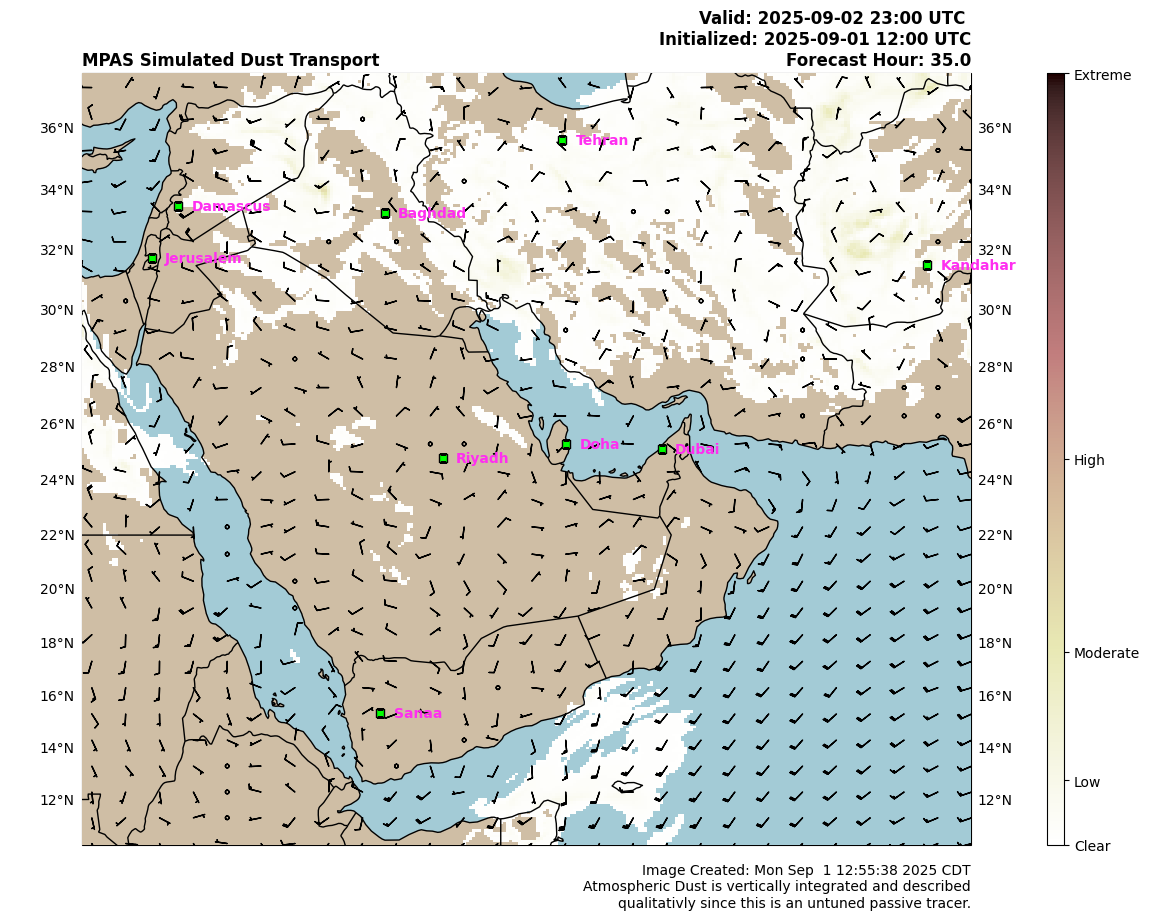 Valid: 2025-09-02 23:00 UTC
Initialized: 2025-09-01 12:00 UTC
MPAS Simulated Dust Transport Forecast Hour: 35.0
Extreme
36°N 36°N
Tehran
34°N 34°N
Damascus
Baghdad
32°N 32°N
Jerusalem
Kandahar
30°N 30°N
28°N 28°N
26°N 26°N
Doha
Dubai
Riyadh
High
24°N 24°N
22°N 22°N
20°N 20°N
18°N 18°N
Moderate
16°N 16°N
Sanaa
14°N 14°N
Low
12°N 12°N
Clear
Image Created: Mon Sep  1 12:55:38 2025 CDT
Atmospheric Dust is vertically integrated and described
qualitativly since this is an untuned passive tracer.